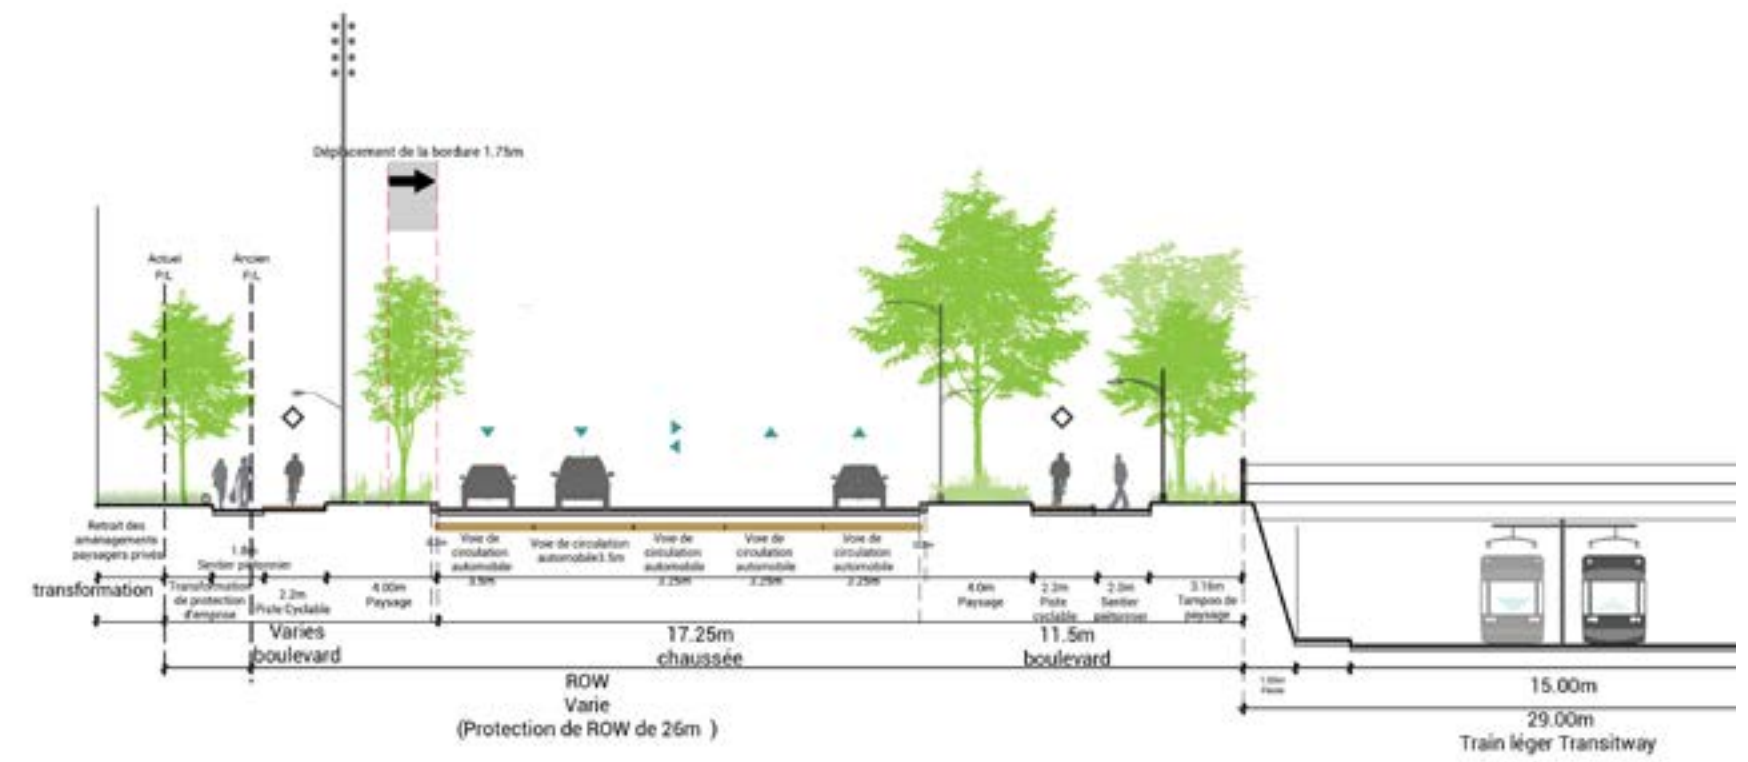 Déplacement de la bordure 1.75m
Actuel
P/L
Ancien
P/L
Retrait des
aménagements
paysagers privés
transformation
1.8m
Sentier piétonnier
Transformation
de protection
d'emprise
2.2m
Piste Cyclable
4.00m
Paysage
Voie de
circulation
automobile
3.5m
Voie de circulation
automobile3.5m
Voie de
circulation
automobile
3.25m
Voie de
circulation
automobile
3.25m
Voie de
circulation
automobile
3.25m
4.0m
Paysage
2.2m
Piste
cyclable
2.0m
Sentier
piétonnier
3.16m
Tampon de
paysage
Varies
boulevard
17.25m
chaussée
11.5m
boulevard
ROW
Varie
(Protection de ROW de 26m )
15.00m
29.00m
Train léger Transitway